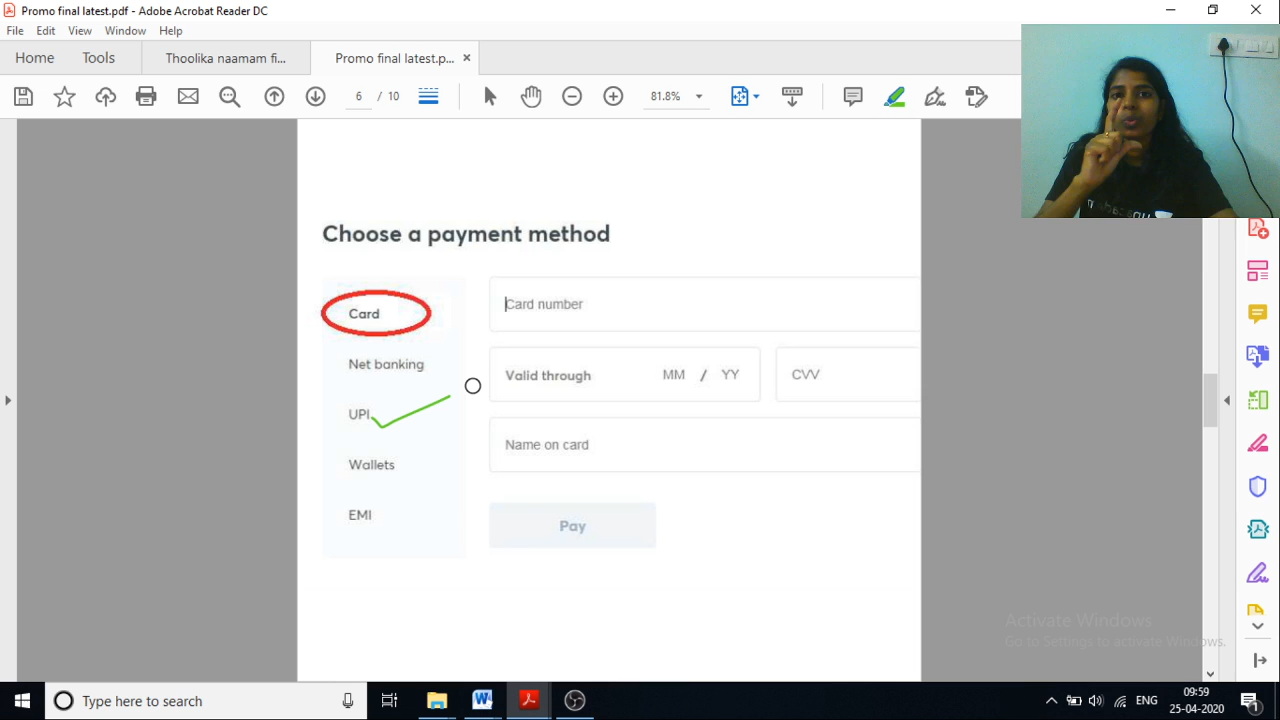 Promo final latest.pdf - Adobe Acrobat Reader DC
File Edit View Window Help
Home Tools Thoolika naamam fi... Promo final latest.p... ×
6 / 10 81.8%
Choose a payment method
Card
Card number
Net banking
Valid through MM / YY CVV
UPI
Name on card
Wallets
EMI
Pay
Activate Windows
Go to Settings to activate Windows.
Type here to search
ENG
09:59
25-04-2020
1